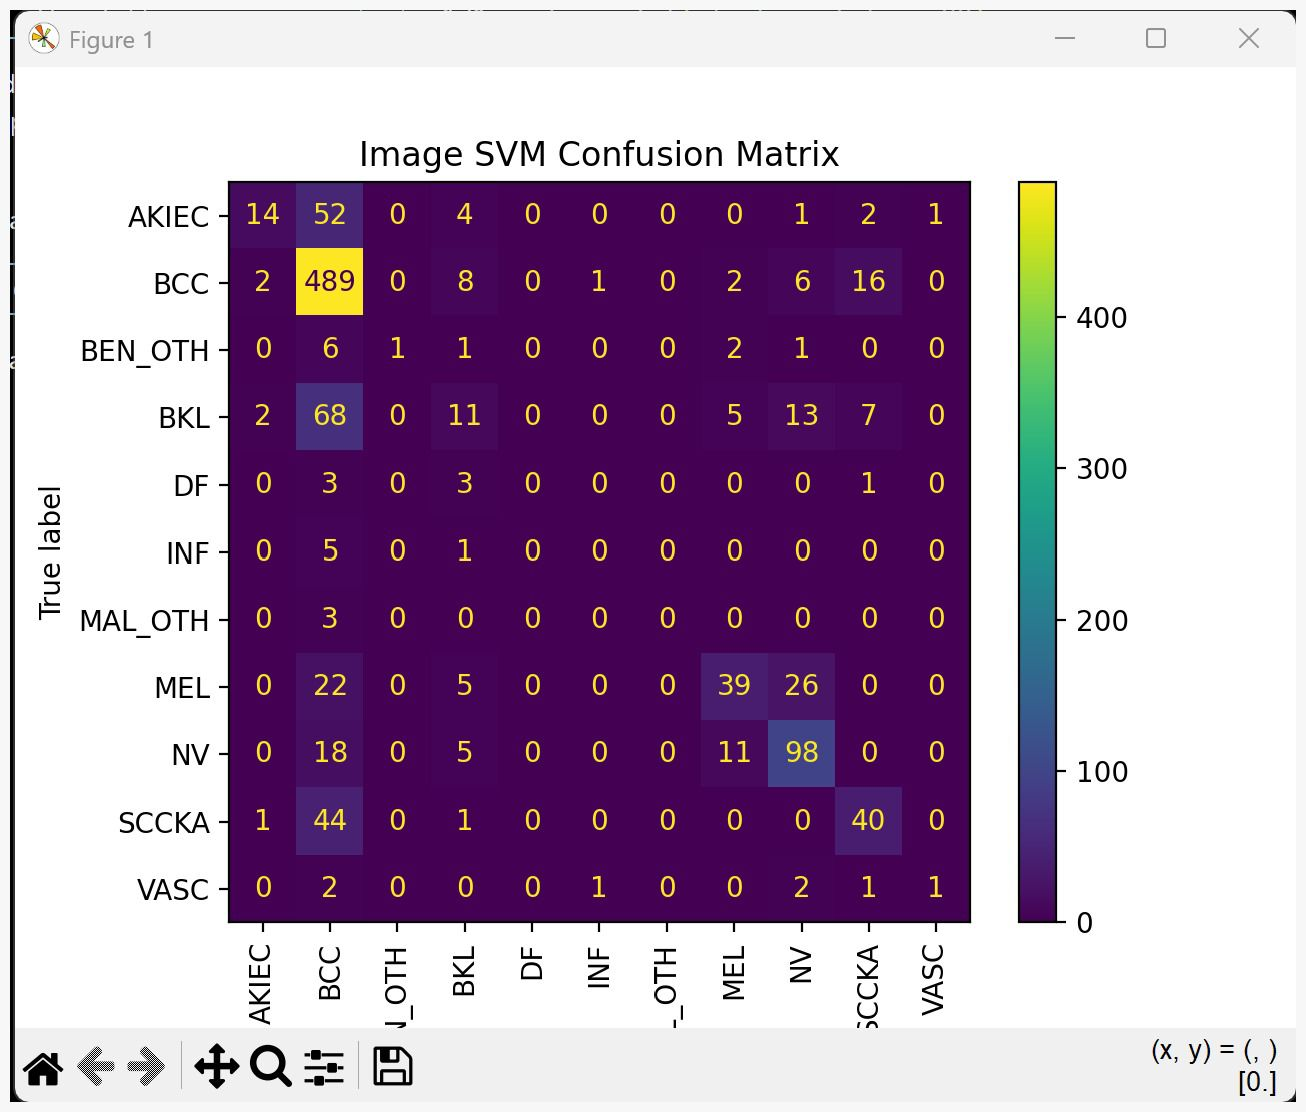 Figure 1
Image SVM Confusion Matrix
AKIEC 14 52 0 4 0 0 0 0 1 2 1
BCC 2 489 0 8 0 1 0 2 6 16 0
BEN_OTH 0 6 1 1 0 0 0 2 1 0 0
BKL 2 68 0 11 0 0 0 5 13 7 0
DF 0 3 0 3 0 0 0 0 0 1 0
INF 0 5 0 1 0 0 0 0 0 0 0
MAL_OTH 0 3 0 0 0 0 0 0 0 0 0
MEL 0 22 0 5 0 0 0 39 26 0 0
NV 0 18 0 5 0 0 0 11 98 0 0
SCCKA 1 44 0 1 0 0 0 0 0 40 0
VASC 0 2 0 0 0 1 0 0 2 1 1
True label
AKIEC BCC N_OTH BKL DF INF L_OTH MEL NV SCCKA VASC
400
300
200
100
0
(x, y) = (, )
[0.]